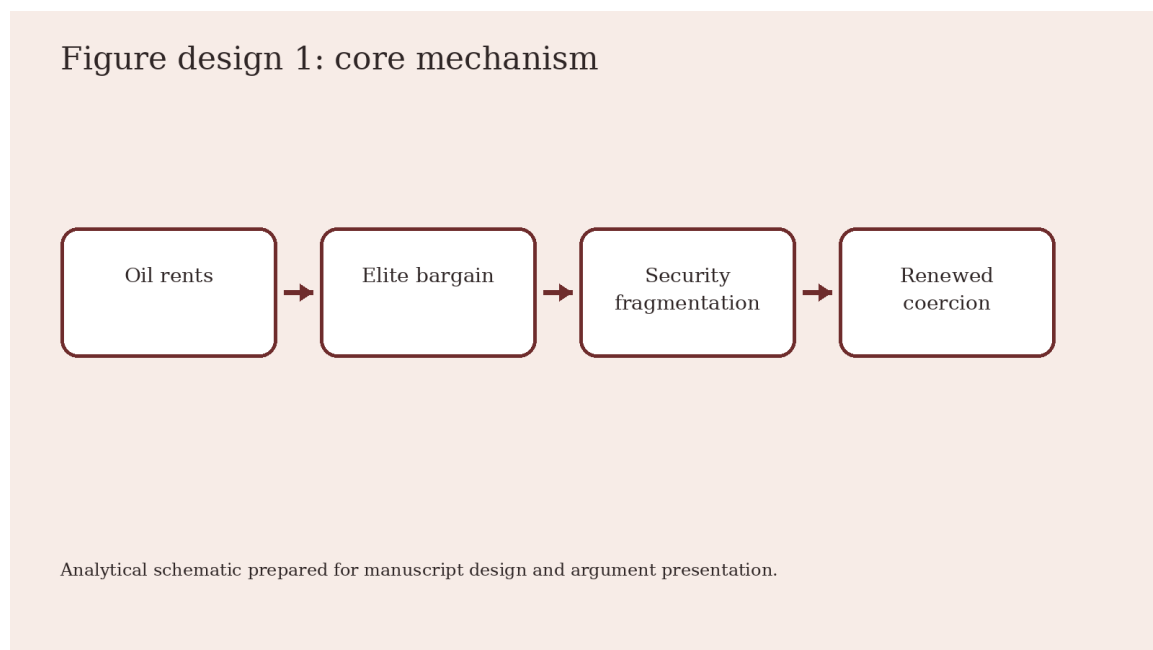 Figure design 1: core mechanism
Oil rents
Elite bargain
Security
fragmentation
Renewed
coercion
Analytical schematic prepared for manuscript design and argument presentation.